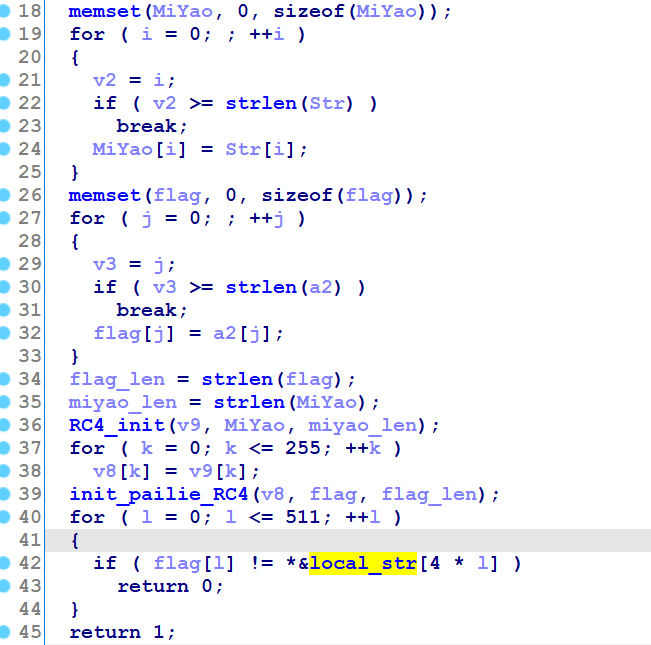 18 memset(MiYao, 0, sizeof(MiYao));
19 for ( i = 0; ; ++i )
20 {
21 v2 = i;
22 if ( v2 >= strlen(Str) )
23 break;
24 MiYao[i] = Str[i];
25 }
26 memset(flag, 0, sizeof(flag));
27 for ( j = 0; ; ++j )
28 {
29 v3 = j;
30 if ( v3 >= strlen(a2) )
31 break;
32 flag[j] = a2[j];
33 }
34 flag_len = strlen(flag);
35 miyao_len = strlen(MiYao);
36 RC4_init(v9, MiYao, miyao_len);
37 for ( k = 0; k <= 255; ++k )
38 v8[k] = v9[k];
39 init_pailie_RC4(v8, flag, flag_len);
40 for ( l = 0; l <= 511; ++l )
41 {
42 if ( flag[l] != *&local_str[4 * l] )
43 return 0;
44 }
45 return 1;